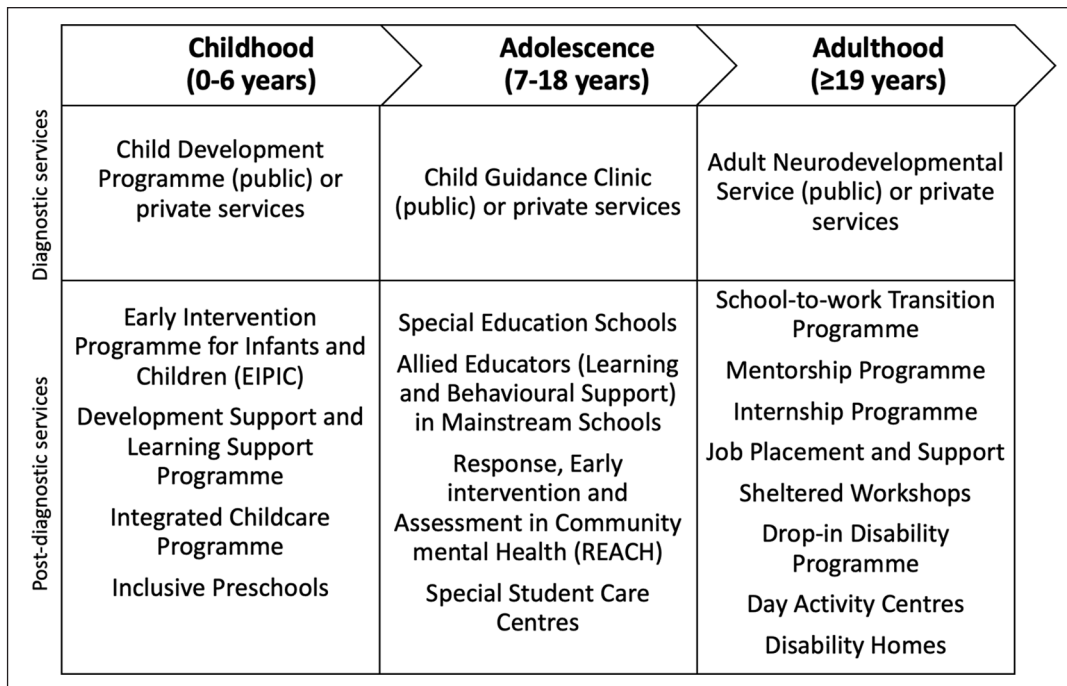 Childhood
(0-6 years)
Adolescence
(7-18 years)
Adulthood
(≥19 years)
Diagnostic services
Child Development
Programme (public) or
private services
Child Guidance Clinic
(public) or private services
Adult Neurodevelopmental
Service (public) or private
services
Post-diagnostic services
Early Intervention
Programme for Infants and
Children (EIPIC)
Development Support and
Learning Support
Programme
Integrated Childcare
Programme
Inclusive Preschools
Special Education Schools
Allied Educators (Learning
and Behavioural Support)
in Mainstream Schools
Response, Early
intervention and
Assessment in Community
mental Health (REACH)
Special Student Care
Centres
School-to-work Transition
Programme
Mentorship Programme
Internship Programme
Job Placement and Support
Sheltered Workshops
Drop-in Disability
Programme
Day Activity Centres
Disability Homes